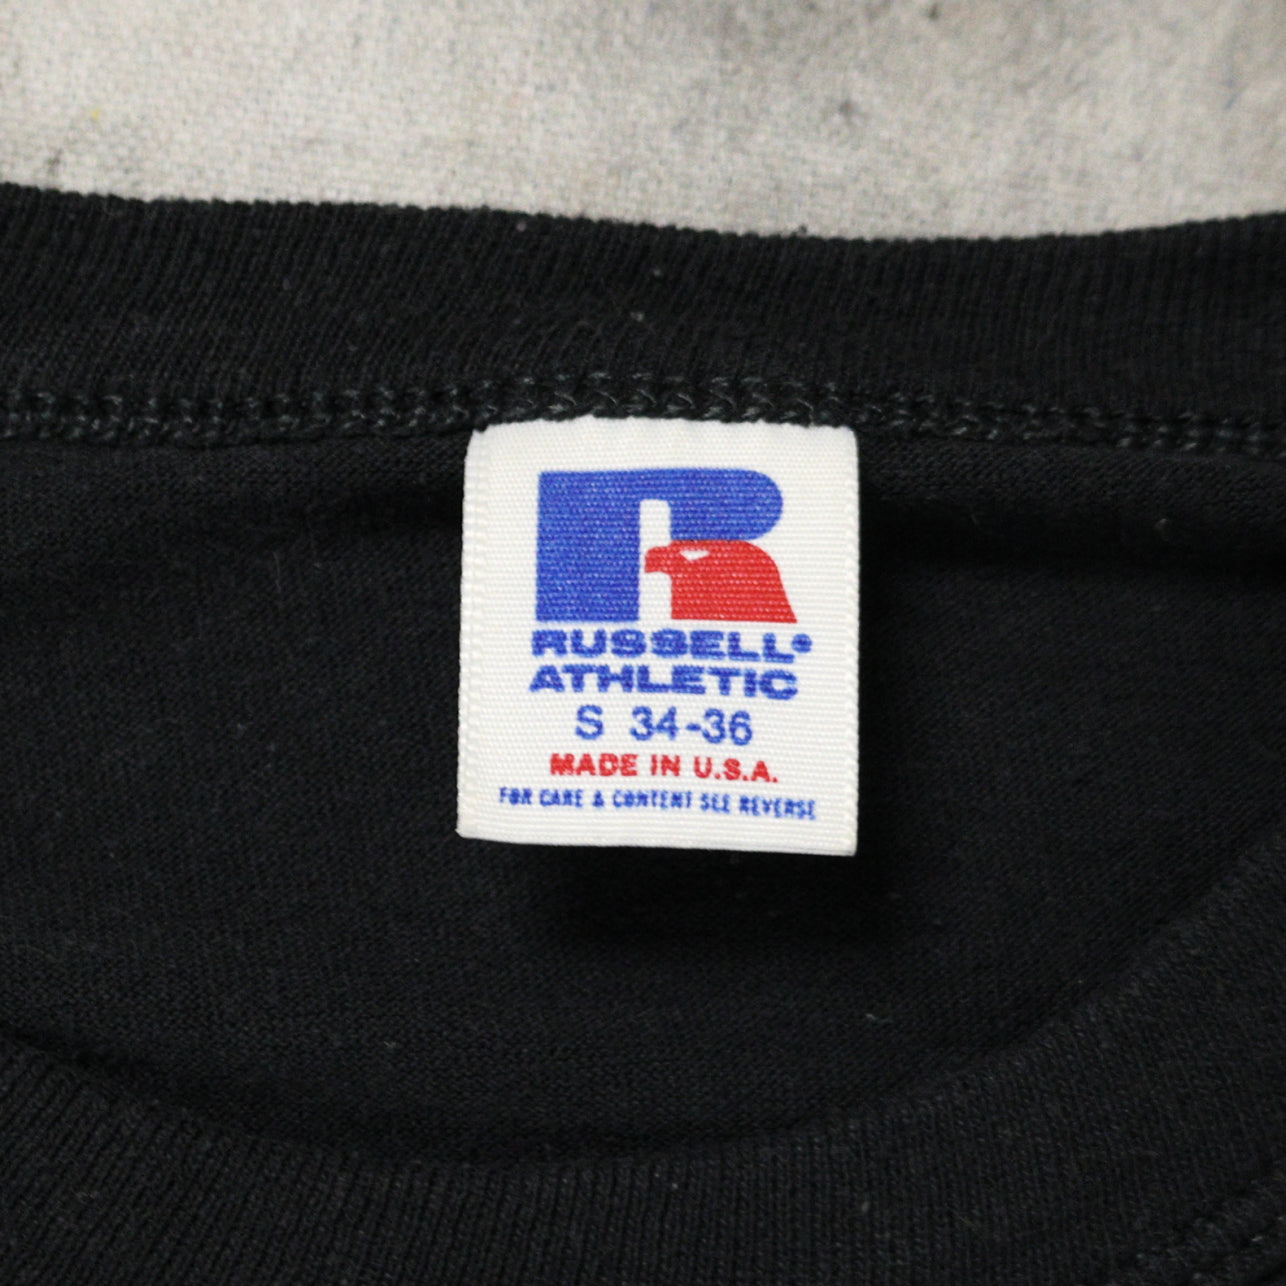 R
RUSSELL®
ATHLETIC
S 34-36
MADE IN U.S.A.
FOR CARE & CONTENT SEE REVERSE